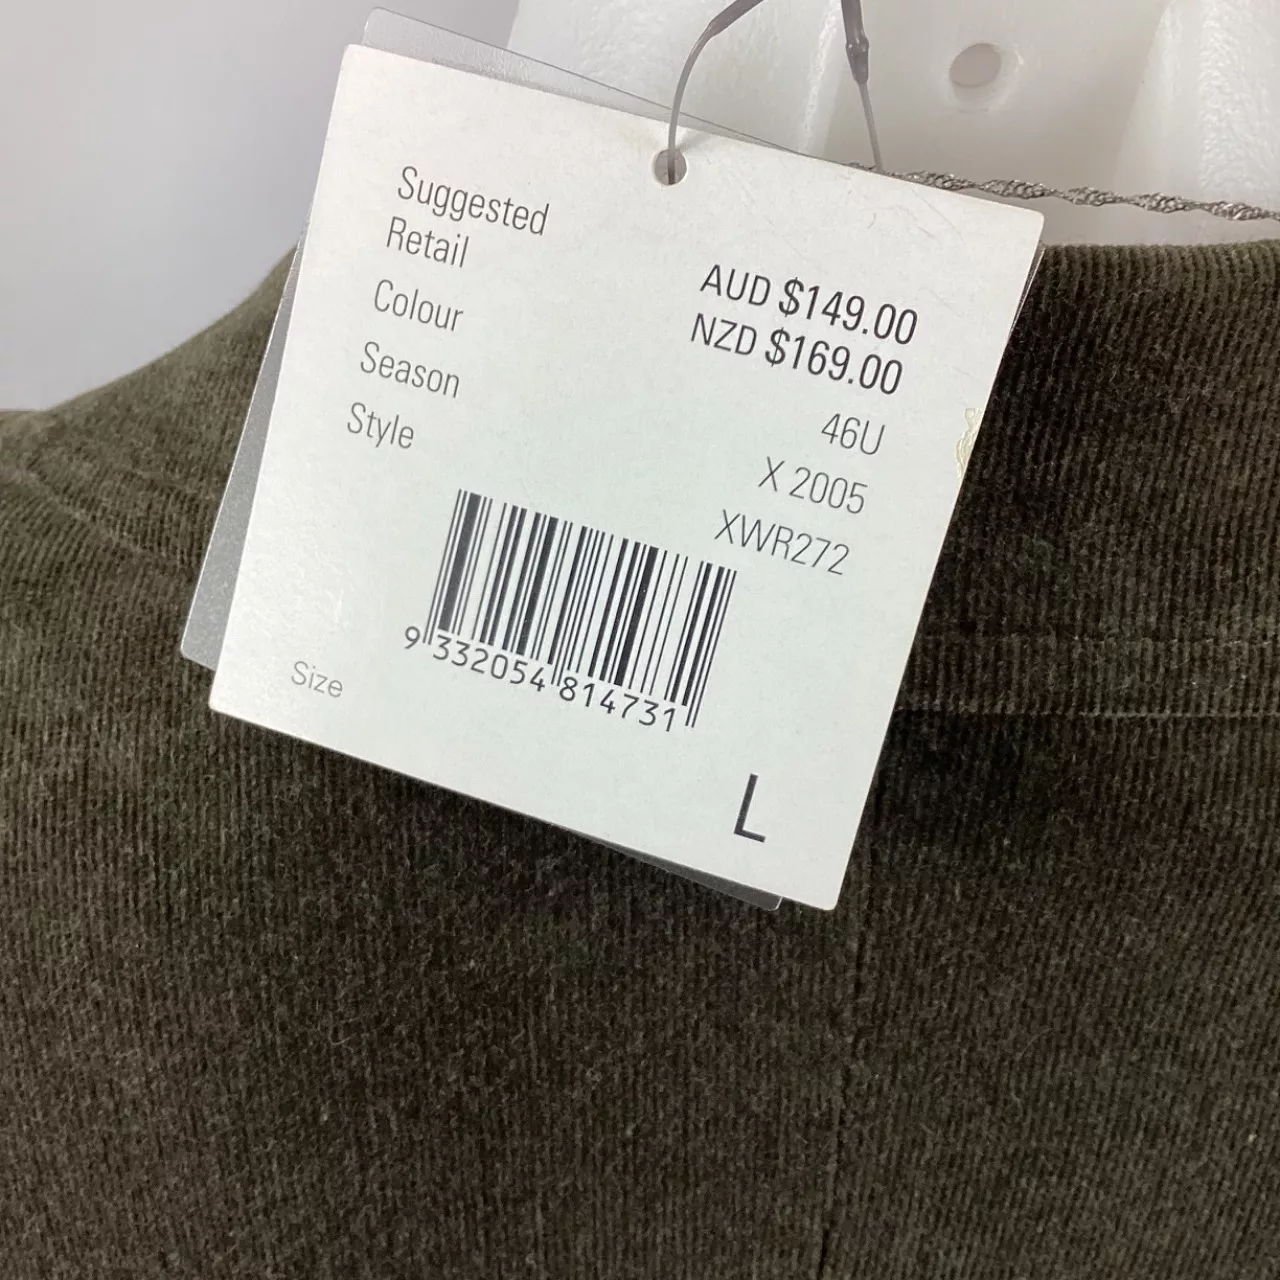 Suggested
Retail
AUD $149.00
NZD $169.00
Colour
46U
Season
X 2005
Style
XWR272
9 332054 814731
Size
L